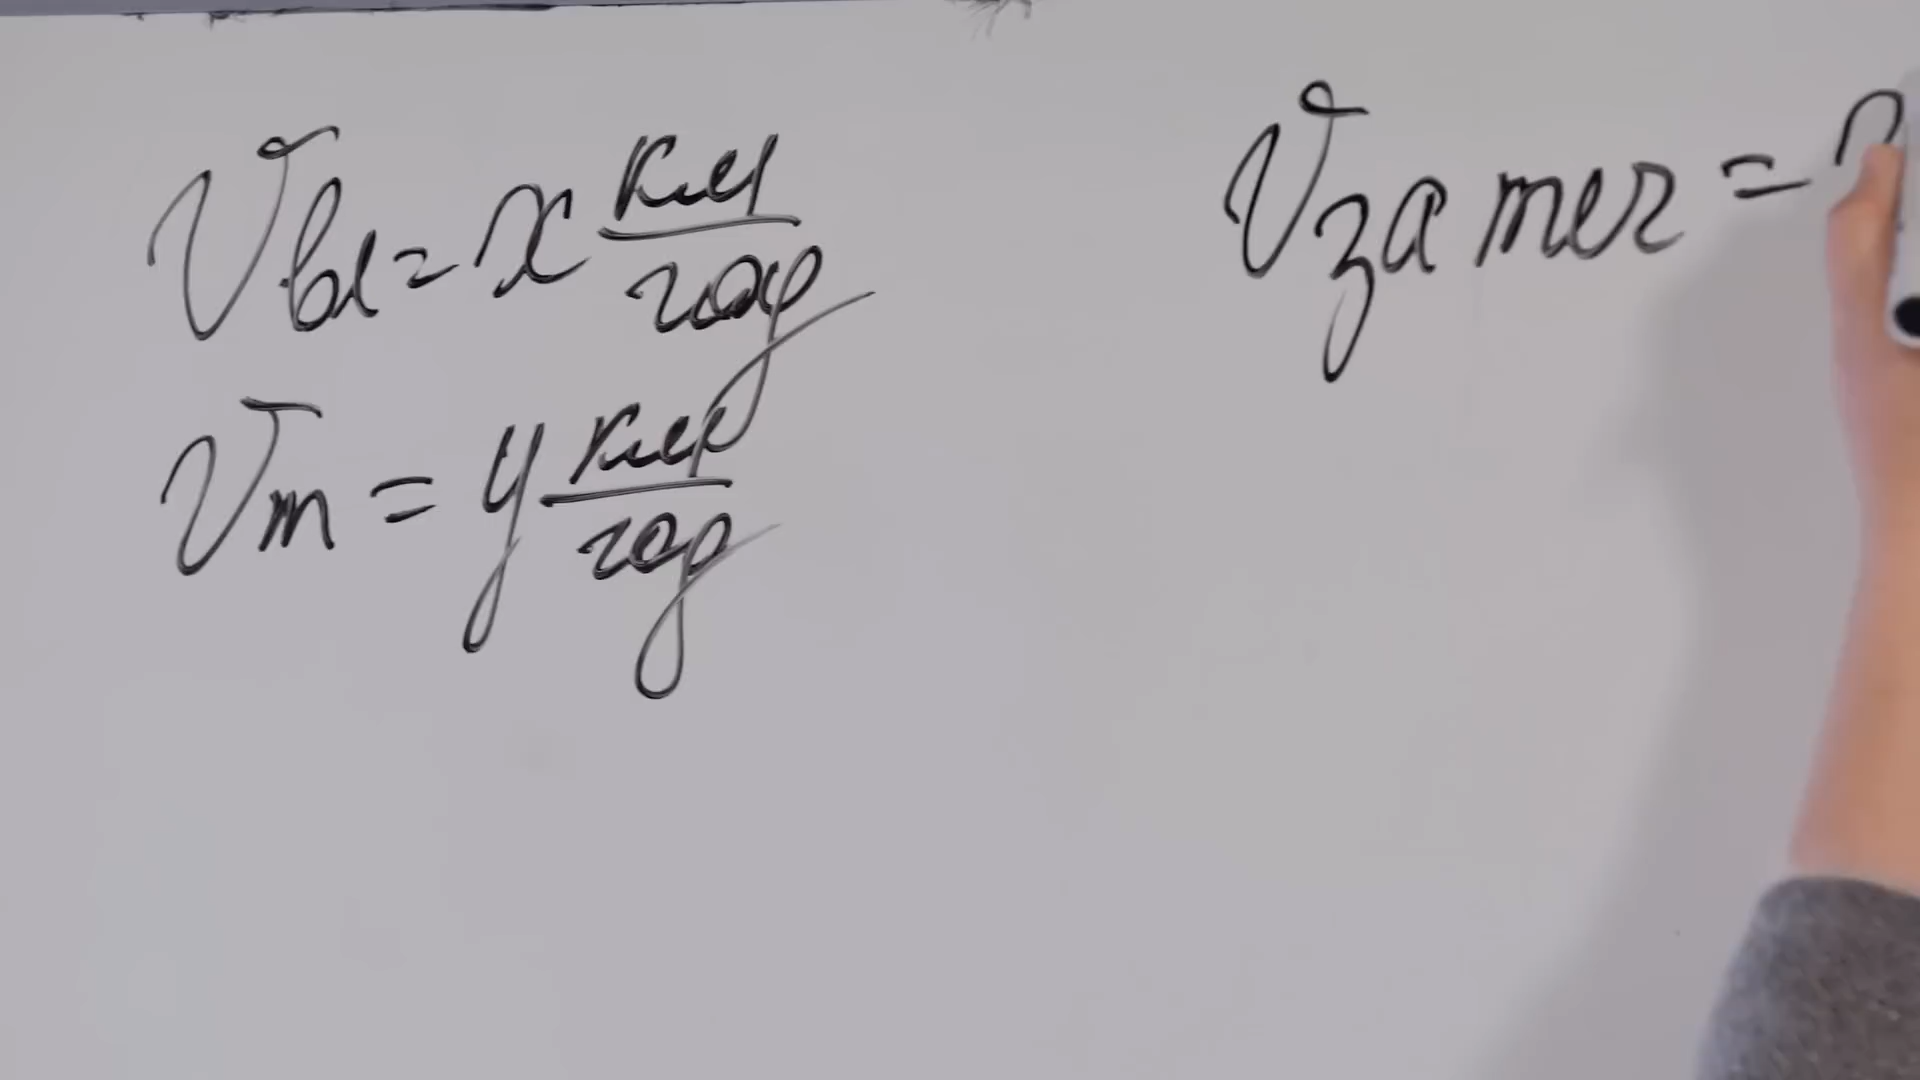 Vвл = x км/год
Vт = y км/год
Vза теч = ?